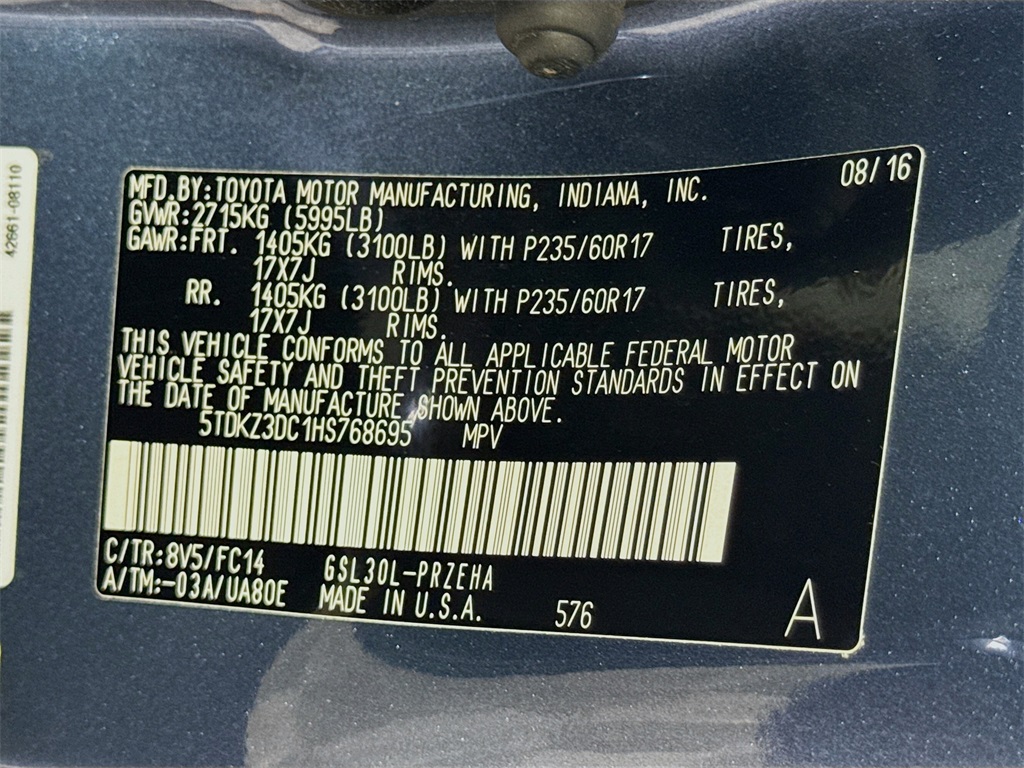 42661-08110
08/16
MFD.BY:TOYOTA MOTOR MANUFACTURING, INDIANA, INC.
GVWR:2715KG (5995LB)
GAWR:FRT. 1405KG (3100LB) WITH P235/60R17 TIRES,
17X7J RIMS.
RR. 1405KG (3100LB) WITH P235/60R17 TIRES,
17X7J RIMS.
THIS VEHICLE CONFORMS TO ALL APPLICABLE FEDERAL MOTOR
VEHICLE SAFETY AND THEFT PREVENTION STANDARDS IN EFFECT ON
THE DATE OF MANUFACTURE SHOWN ABOVE.
5TDKZ3DC1HS768695 MPV
C/TR:8V5/FC14 GSL30L-PRZEHA
A/TM:-03A/UA80E MADE IN U.S.A. 576 A